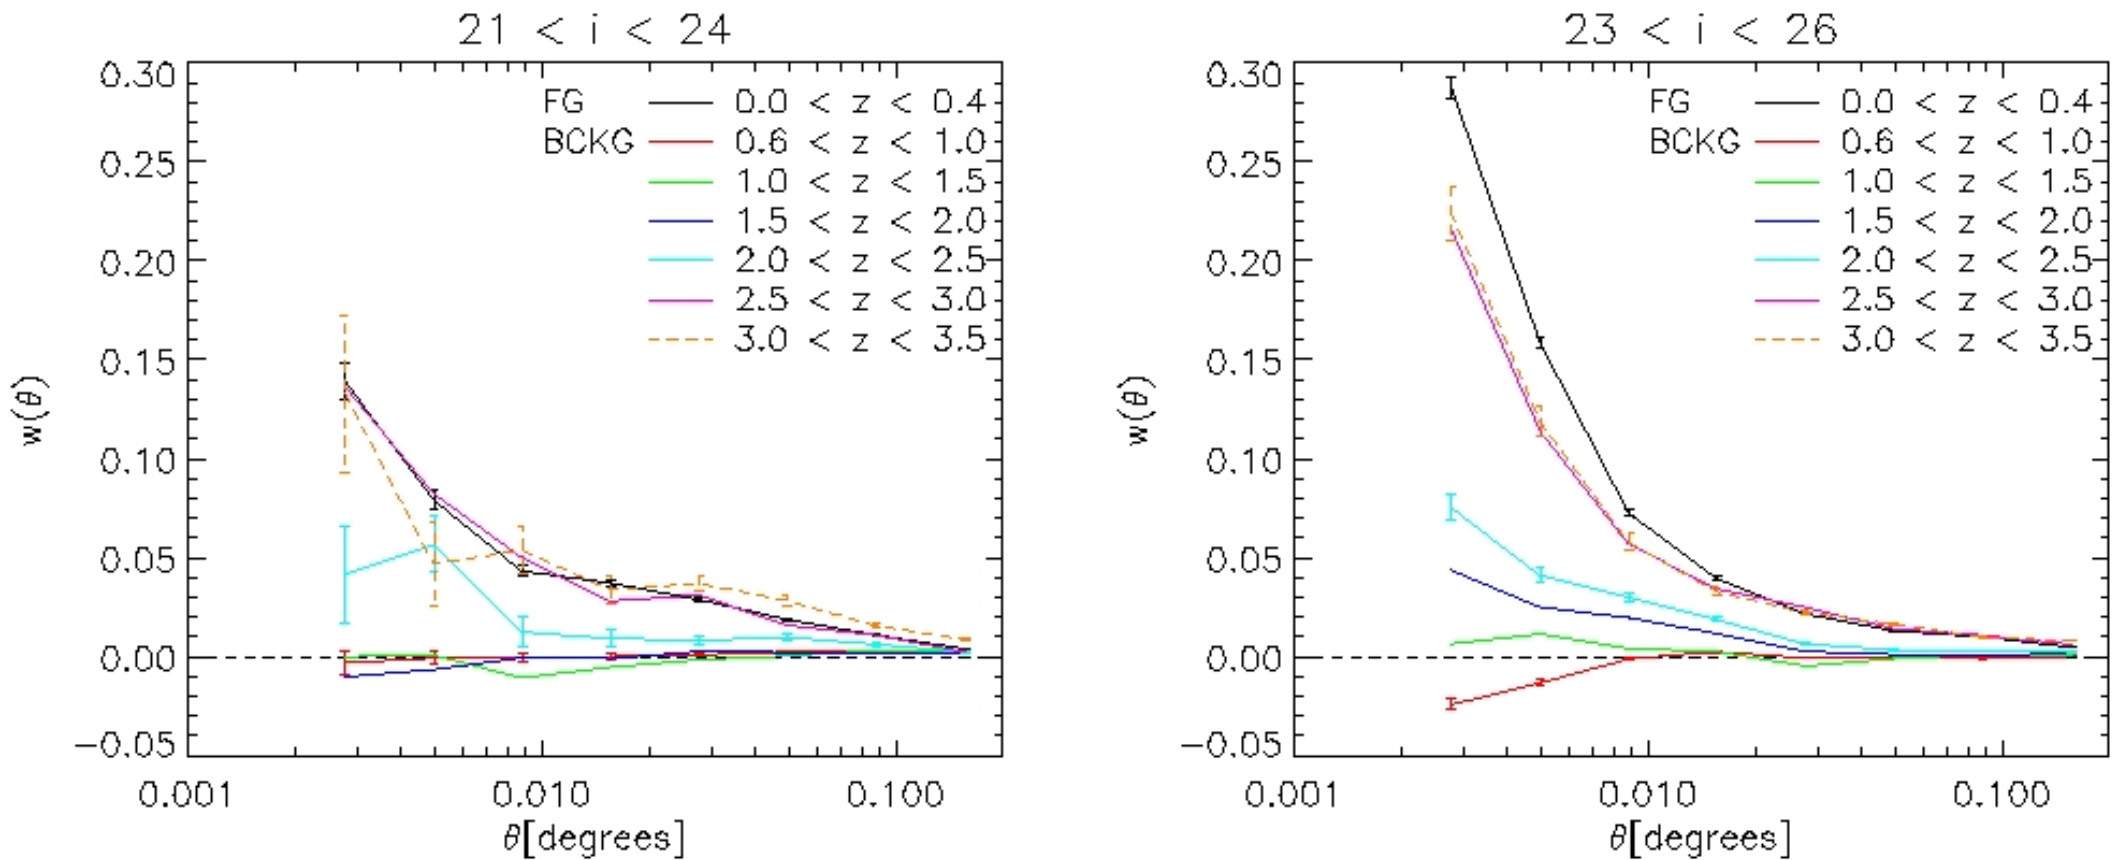 21 < i < 24
0.30
0.25
0.20
0.15
0.10
0.05
0.00
-0.05
w(θ)
FG 0.0 < z < 0.4
BCKG 0.6 < z < 1.0
1.0 < z < 1.5
1.5 < z < 2.0
2.0 < z < 2.5
2.5 < z < 3.0
3.0 < z < 3.5
0.001 0.010 0.100
θ[degrees]
23 < i < 26
0.30
0.25
0.20
0.15
0.10
0.05
0.00
-0.05
w(θ)
FG 0.0 < z < 0.4
BCKG 0.6 < z < 1.0
1.0 < z < 1.5
1.5 < z < 2.0
2.0 < z < 2.5
2.5 < z < 3.0
3.0 < z < 3.5
0.001 0.010 0.100
θ[degrees]